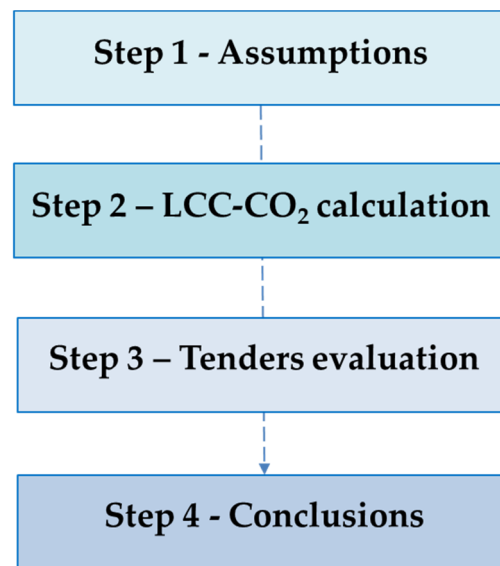 Step 1 - Assumptions
Step 2 – LCC-CO₂ calculation
Step 3 – Tenders evaluation
Step 4 - Conclusions